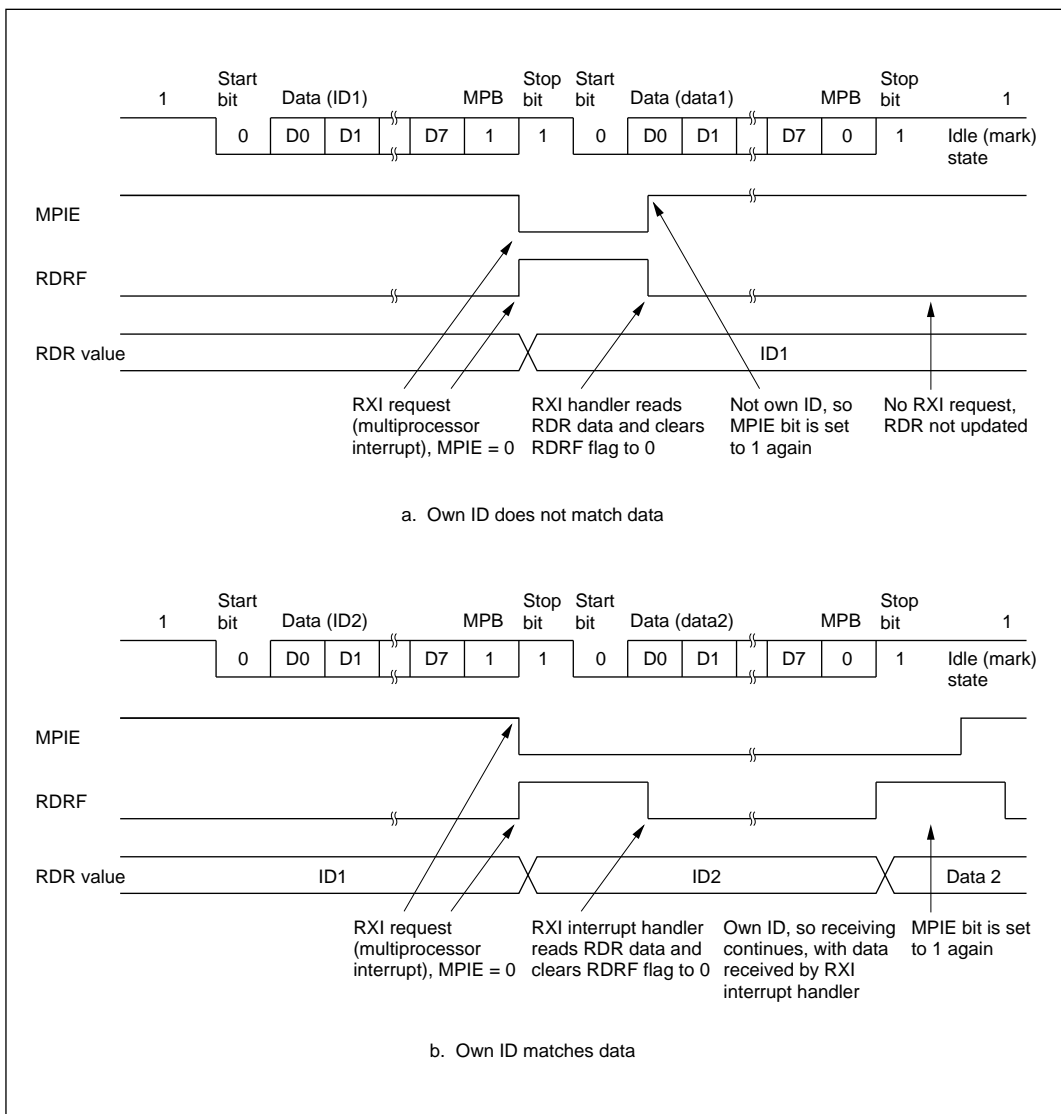 Start Stop Start Stop
1 bit Data (ID1) MPB bit bit Data (data1) MPB bit 1
0 D0 D1 D7 1 1 0 D0 D1 D7 0 1 Idle (mark)
state
MPIE
RDRF
RDR value ID1
RXI request
(multiprocessor
interrupt), MPIE = 0
RXI handler reads
RDR data and clears
RDRF flag to 0
Not own ID, so
MPIE bit is set
to 1 again
No RXI request,
RDR not updated
a. Own ID does not match data
Start Stop Start Stop
1 bit Data (ID2) MPB bit bit Data (data2) MPB bit 1
0 D0 D1 D7 1 1 0 D0 D1 D7 0 1 Idle (mark)
state
MPIE
RDRF
RDR value ID1 ID2 Data 2
RXI request
(multiprocessor
interrupt), MPIE = 0
RXI interrupt handler
reads RDR data and
clears RDRF flag to 0
Own ID, so receiving
continues, with data
received by RXI
interrupt handler
MPIE bit is set
to 1 again
b. Own ID matches data